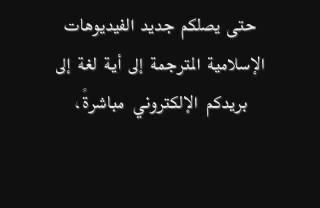 حتى يصلكم جديد الفيديوهات
الإسلامية المترجمة إلى أية لغة إلى
بريدكم الإلكتروني مباشرةً،